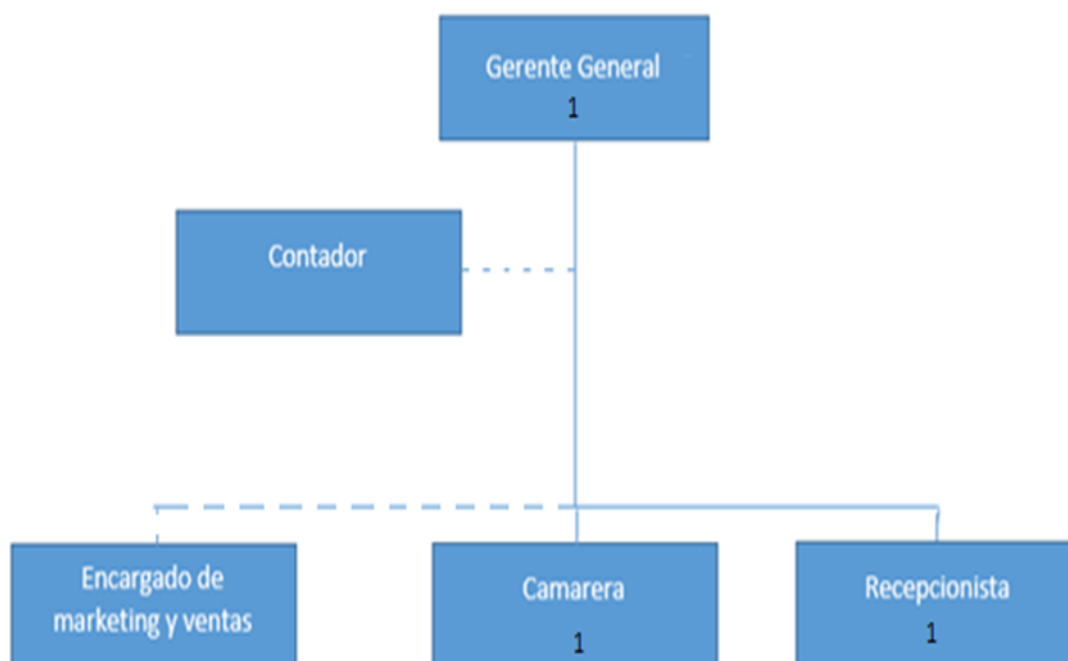 Gerente General
1
Contador
Encargado de
marketing y ventas
Camarera
1
Recepcionista
1